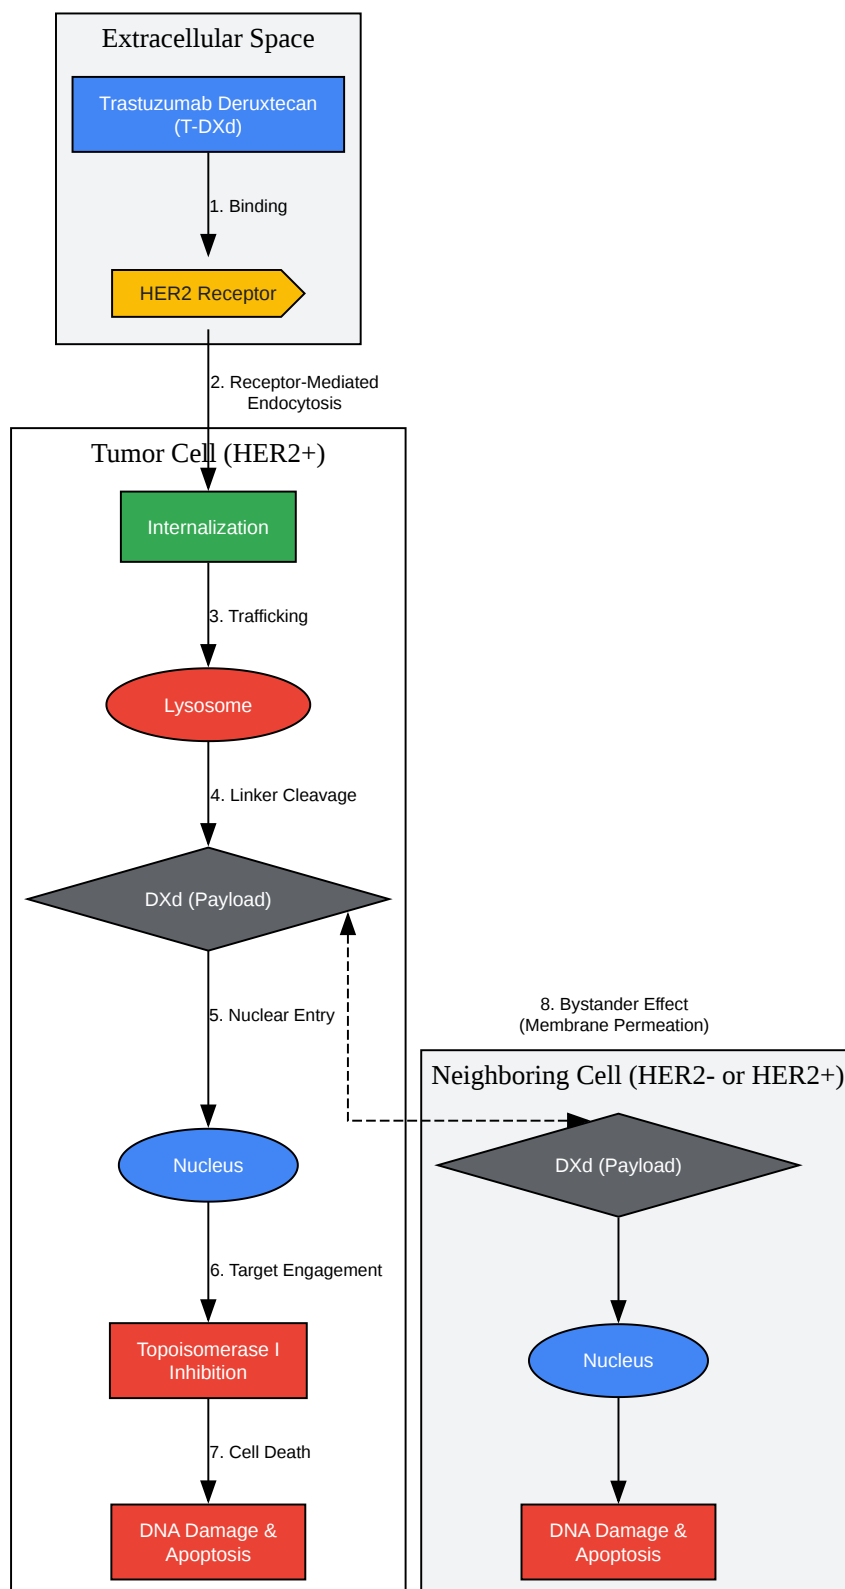 Extracellular Space
Trastuzumab Deruxtecan
(T-DXd)
1. Binding
HER2 Receptor
2. Receptor-Mediated
Endocytosis
Tumor Cell (HER2+)
Internalization
3. Trafficking
Lysosome
4. Linker Cleavage
DXd (Payload)
5. Nuclear Entry
Nucleus
6. Target Engagement
Topoisomerase I
Inhibition
7. Cell Death
DNA Damage &
Apoptosis
8. Bystander Effect
(Membrane Permeation)
Neighboring Cell (HER2- or HER2+)
DXd (Payload)
Nucleus
DNA Damage &
Apoptosis